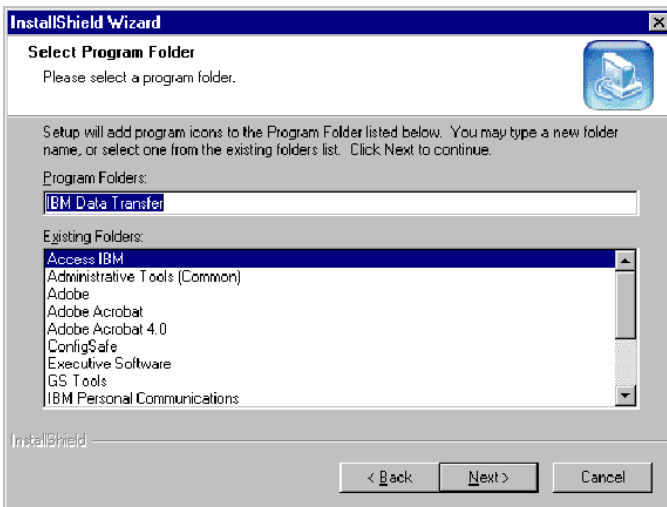 InstallShield Wizard
Select Program Folder
Please select a program folder.
Setup will add program icons to the Program Folder listed below. You may type a new folder
name, or select one from the existing folders list. Click Next to continue.
Program Folders:
IBM Data Transfer
Existing Folders:
Access IBM
Administrative Tools (Common)
Adobe
Adobe Acrobat
Adobe Acrobat 4.0
ConfigSafe
Executive Software
GS Tools
IBM Personal Communications
InstallShield
< Back
Next >
Cancel